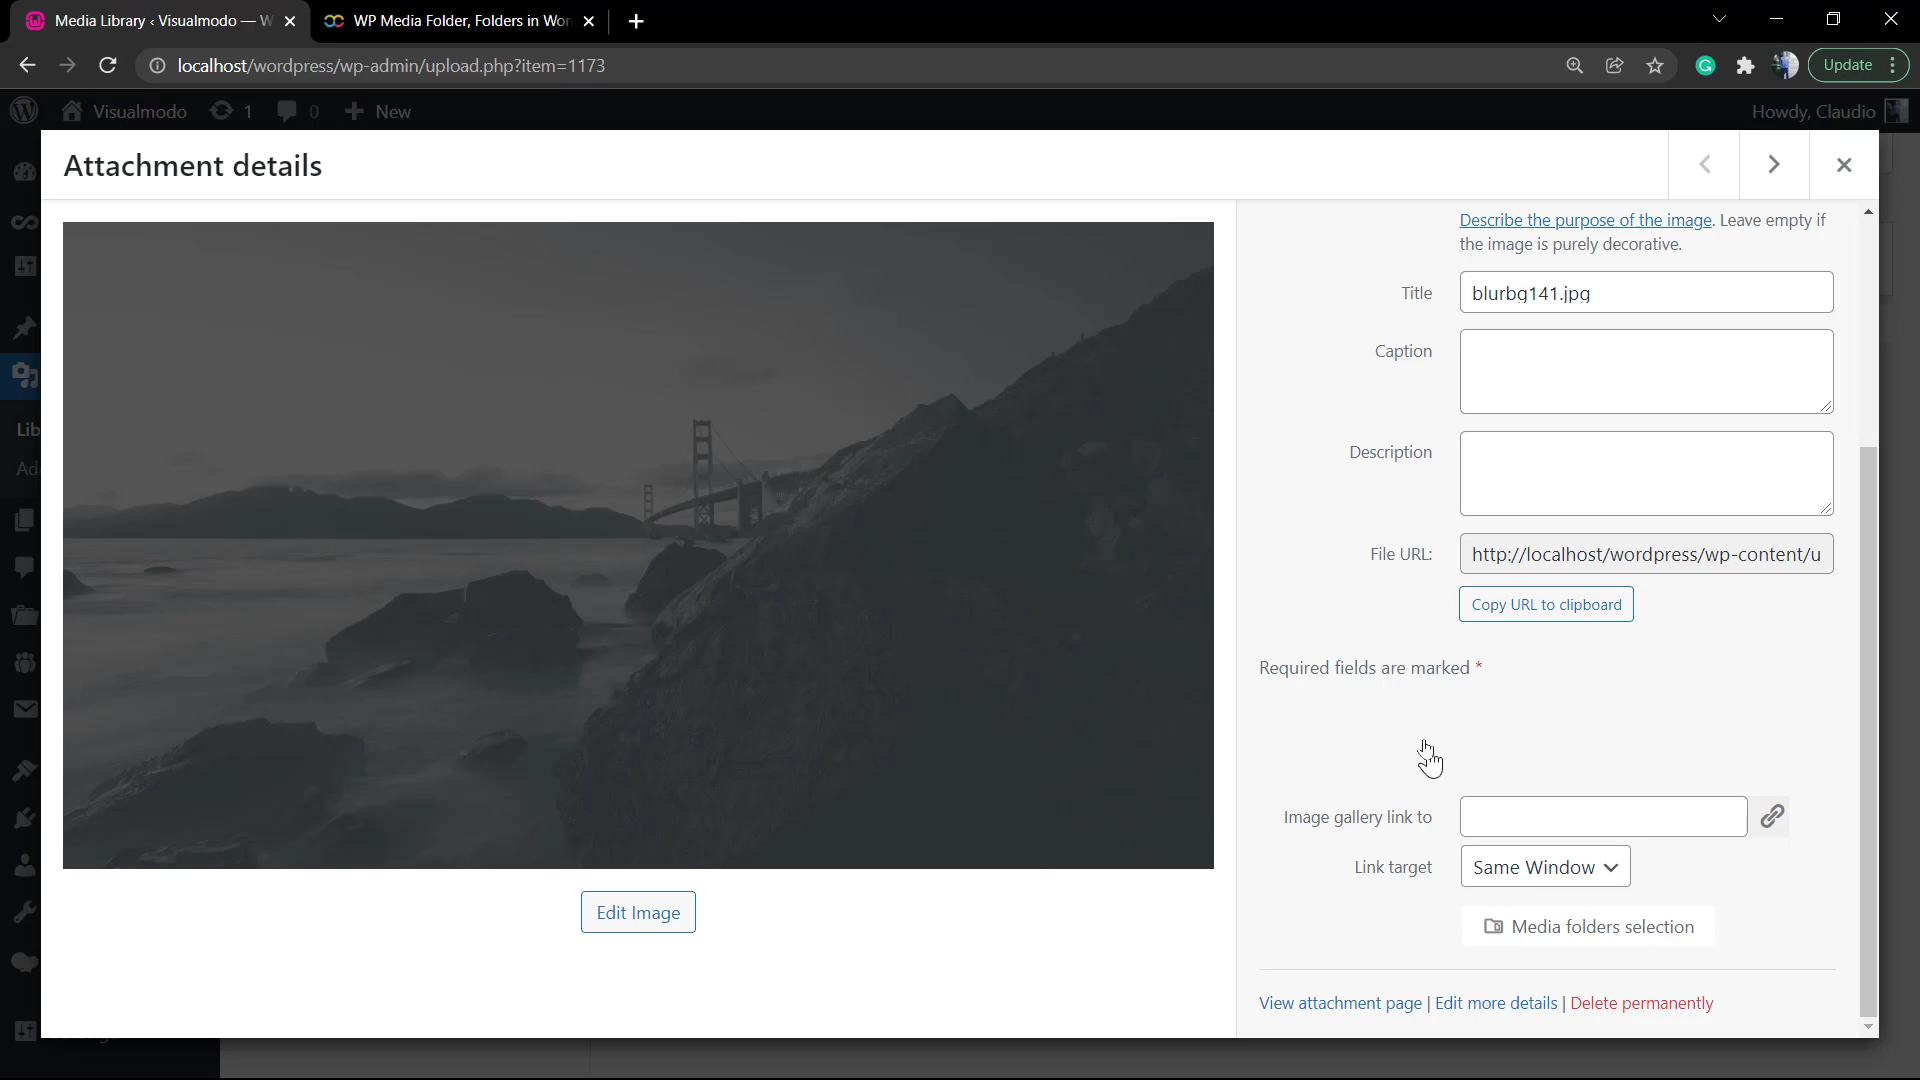 Media Library ‹ Visualmodo — W
WP Media Folder, Folders in Wor
localhost/wordpress/wp-admin/upload.php?item=1173
Update
Visualmodo
1
0
New
Howdy, Claudio
Attachment details
Describe the purpose of the image. Leave empty if
the image is purely decorative.
Title
blurbg141.jpg
Caption
Description
File URL:
http://localhost/wordpress/wp-content/u
Copy URL to clipboard
Required fields are marked *
Image gallery link to
Link target
Same Window
Media folders selection
Edit Image
View attachment page | Edit more details | Delete permanently
Lib
Ad